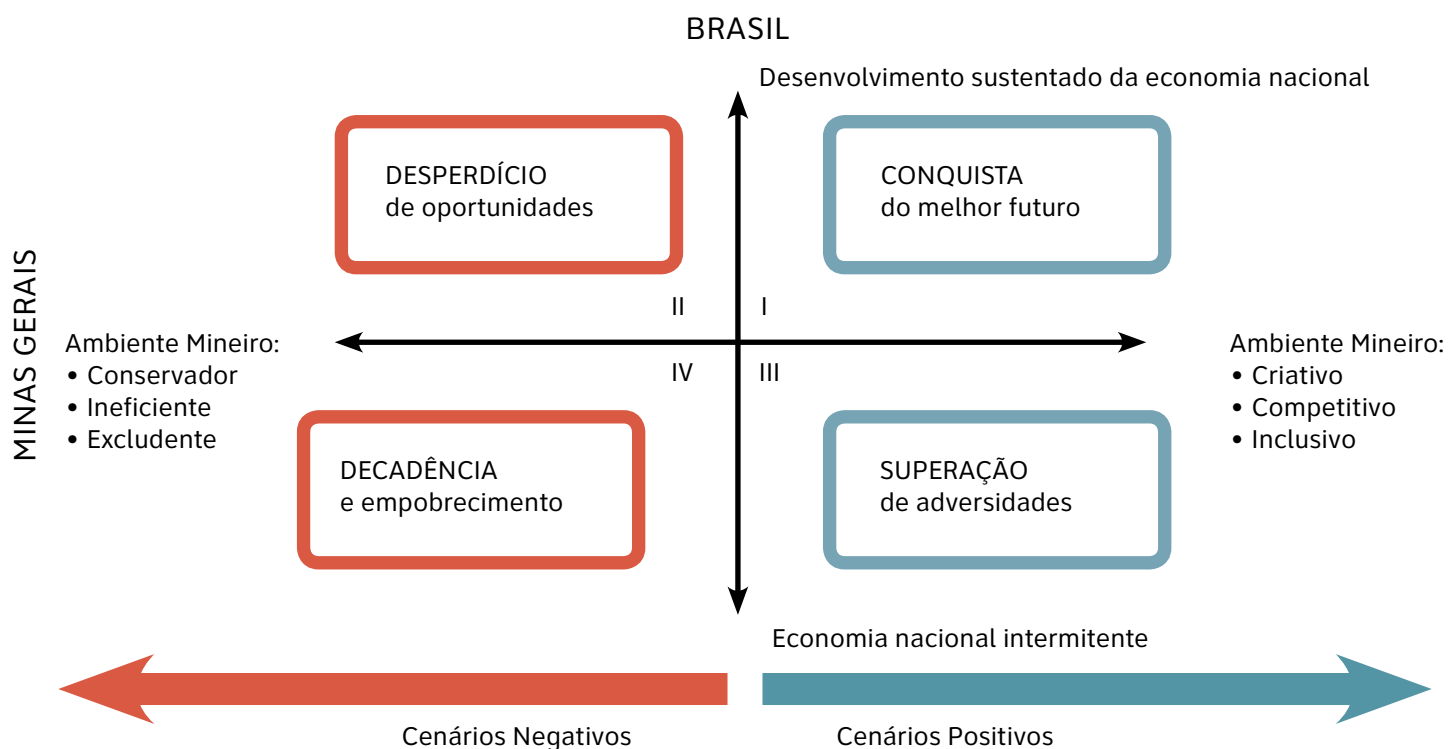 BRASIL
Desenvolvimento sustentado da economia nacional
DESPERDÍCIO
de oportunidades
CONQUISTA
do melhor futuro
II
I
MINAS GERAIS
Ambiente Mineiro:
• Conservador
• Ineficiente
• Excludente
Ambiente Mineiro:
• Criativo
• Competitivo
• Inclusivo
IV
III
DECADÊNCIA
e empobrecimento
SUPERAÇÃO
de adversidades
Economia nacional intermitente
Cenários Negativos
Cenários Positivos